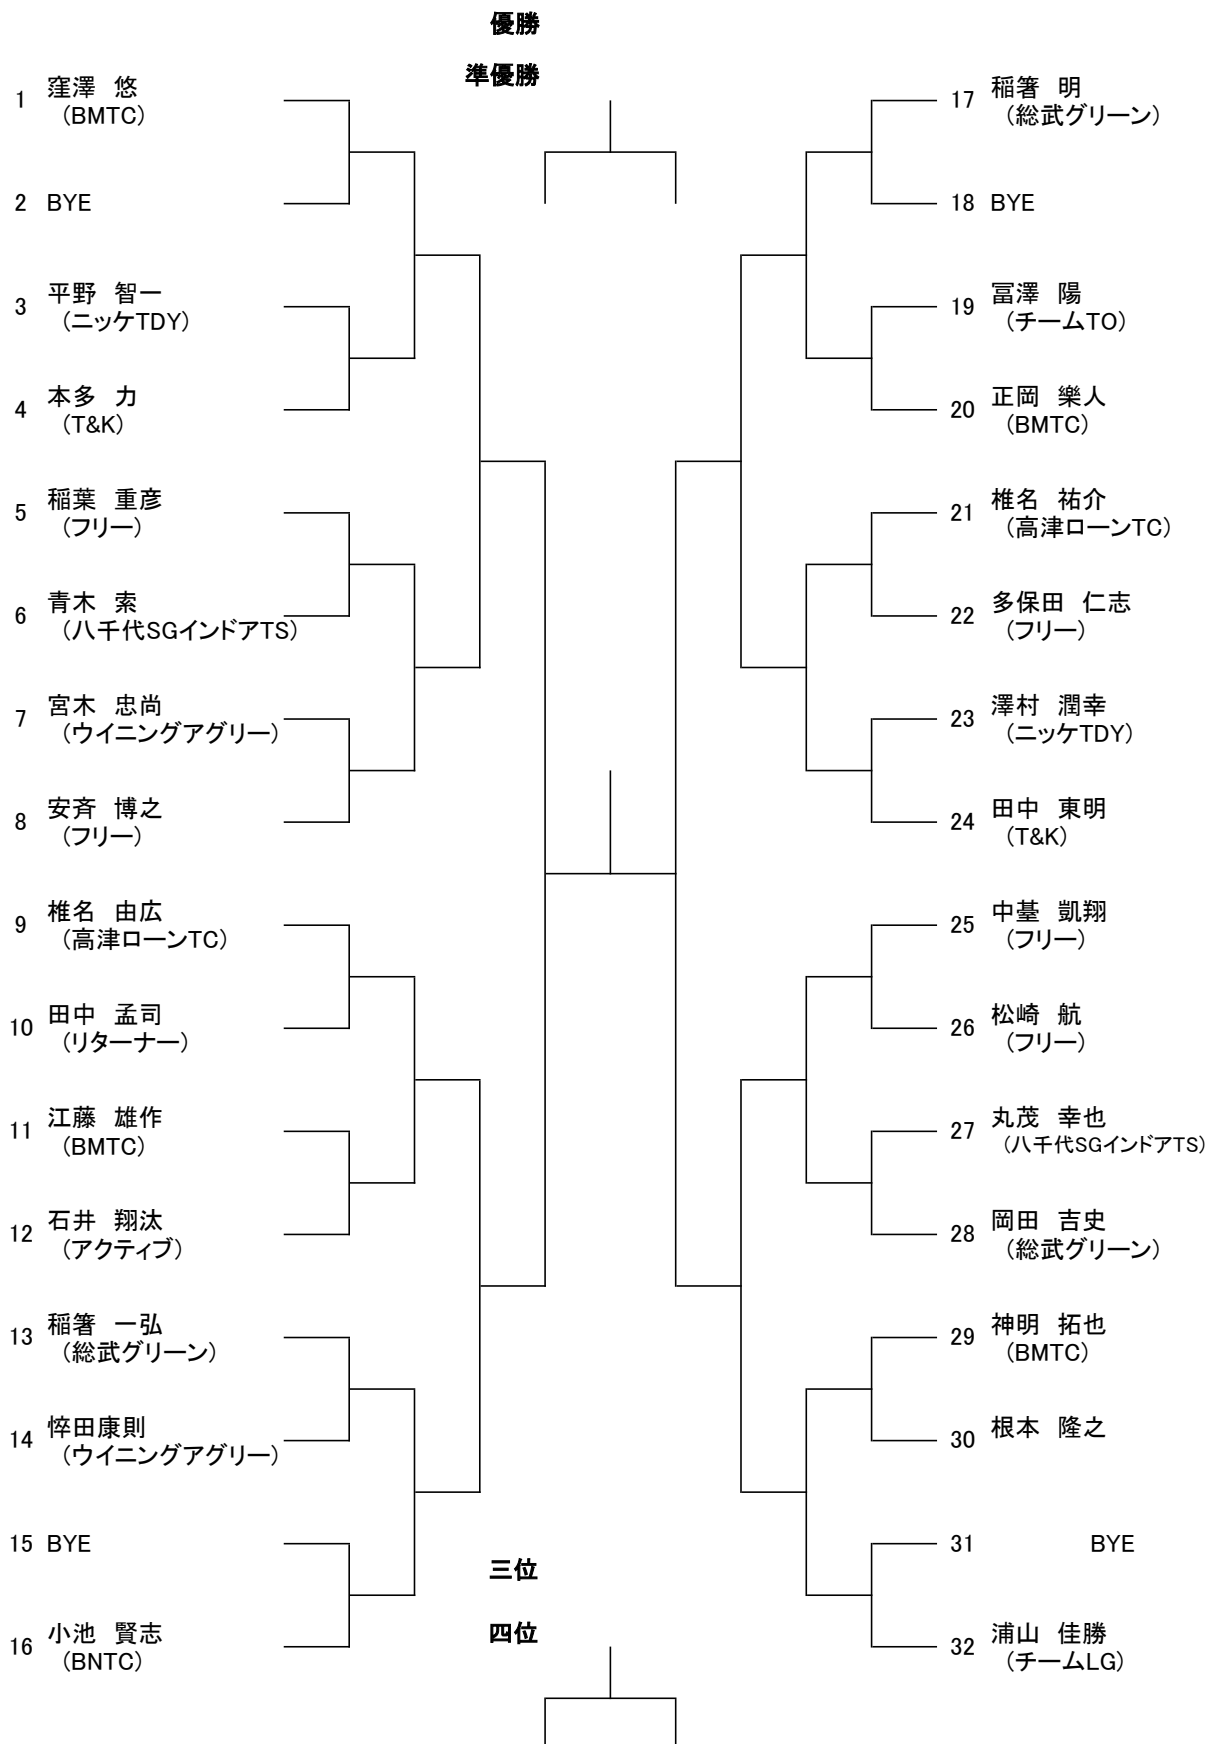 優勝
準優勝
1 窪澤　悠
(BMTC)
2 BYE
3 平野　智一
(ニッケTDY)
4 本多　力
(T&K)
5 稲葉　重彦
(フリー)
6 青木　索
(八千代SGインドアTS)
7 宮木　忠尚
(ウイニングアグリー)
8 安斉　博之
(フリー)
9 椎名　由広
(高津ローンTC)
10 田中　孟司
(リターナー)
11 江藤　雄作
(BMTC)
12 石井　翔汰
(アクティブ)
13 稲箸　一弘
(総武グリーン)
14 悴田康則
(ウイニングアグリー)
15 BYE
16 小池　賢志
(BNTC)
17 稲箸　明
(総武グリーン)
18 BYE
19 冨澤　陽
(チームTO)
20 正岡　樂人
(BMTC)
21 椎名　祐介
(高津ローンTC)
22 多保田　仁志
(フリー)
23 澤村　潤幸
(ニッケTDY)
24 田中　東明
(T&K)
25 中墓　凱翔
(フリー)
26 松崎　航
(フリー)
27 丸茂　幸也
(八千代SGインドアTS)
28 岡田　吉史
(総武グリーン)
29 神明　拓也
(BMTC)
30 根本　隆之
31 BYE
32 浦山　佳勝
(チームLG)
三位
四位